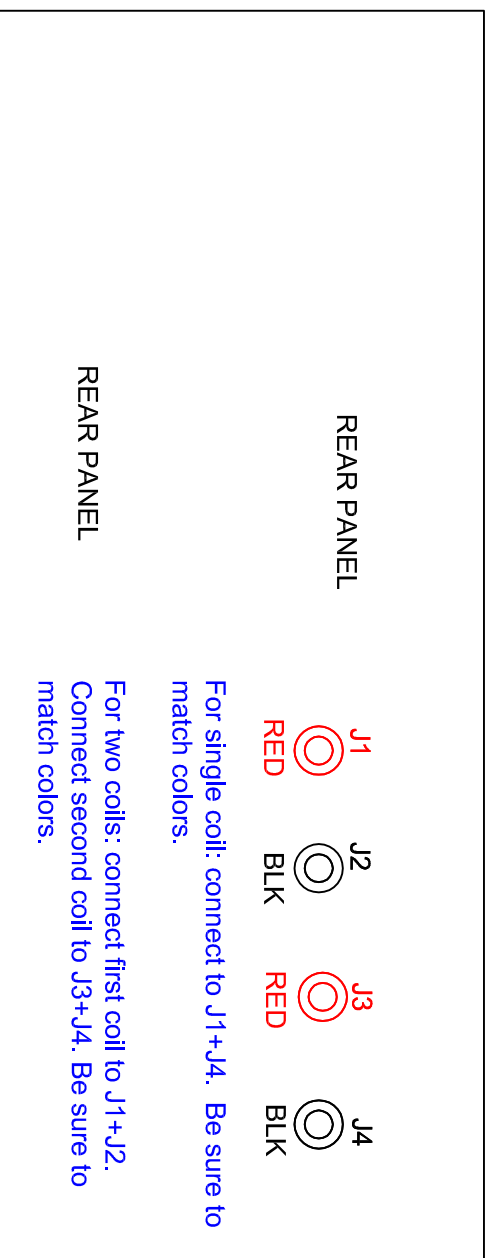 REAR PANEL
J1 J2 J3 J4
RED BLK RED BLK
For single coil: connect to J1+J4. Be sure to
match colors.
REAR PANEL
For two coils: connect first coil to J1+J2.
Connect second coil to J3+J4. Be sure to
match colors.